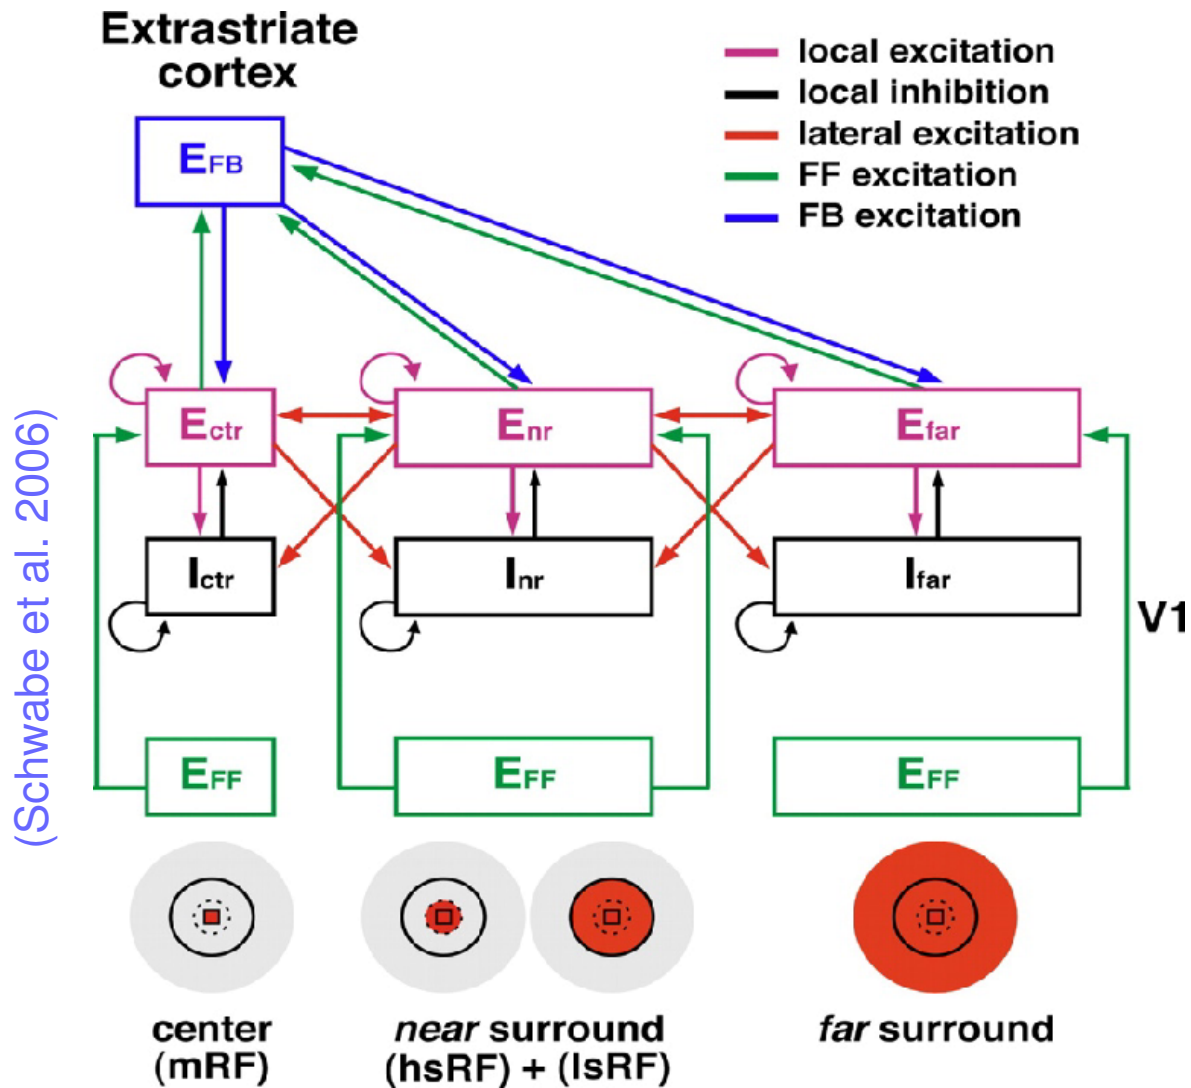 Extrastriate
cortex
local excitation
local inhibition
lateral excitation
FF excitation
FB excitation
EFB
Ectr
Enr
Efar
Ictr
Inr
Ifar
V1
EFF
EFF
EFF
center
(mRF)
near surround
(hsRF) + (lsRF)
far surround
(Schwabe et al. 2006)